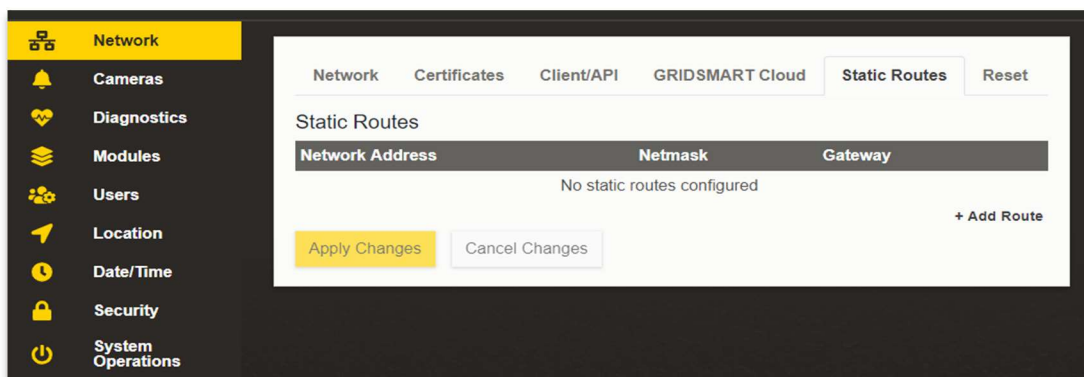 Network
Cameras
Diagnostics
Modules
Users
Location
Date/Time
Security
System
Operations
Network Certificates Client/API GRIDSMART Cloud Static Routes Reset
Static Routes
Network Address Netmask Gateway
No static routes configured
+ Add Route
Apply Changes Cancel Changes